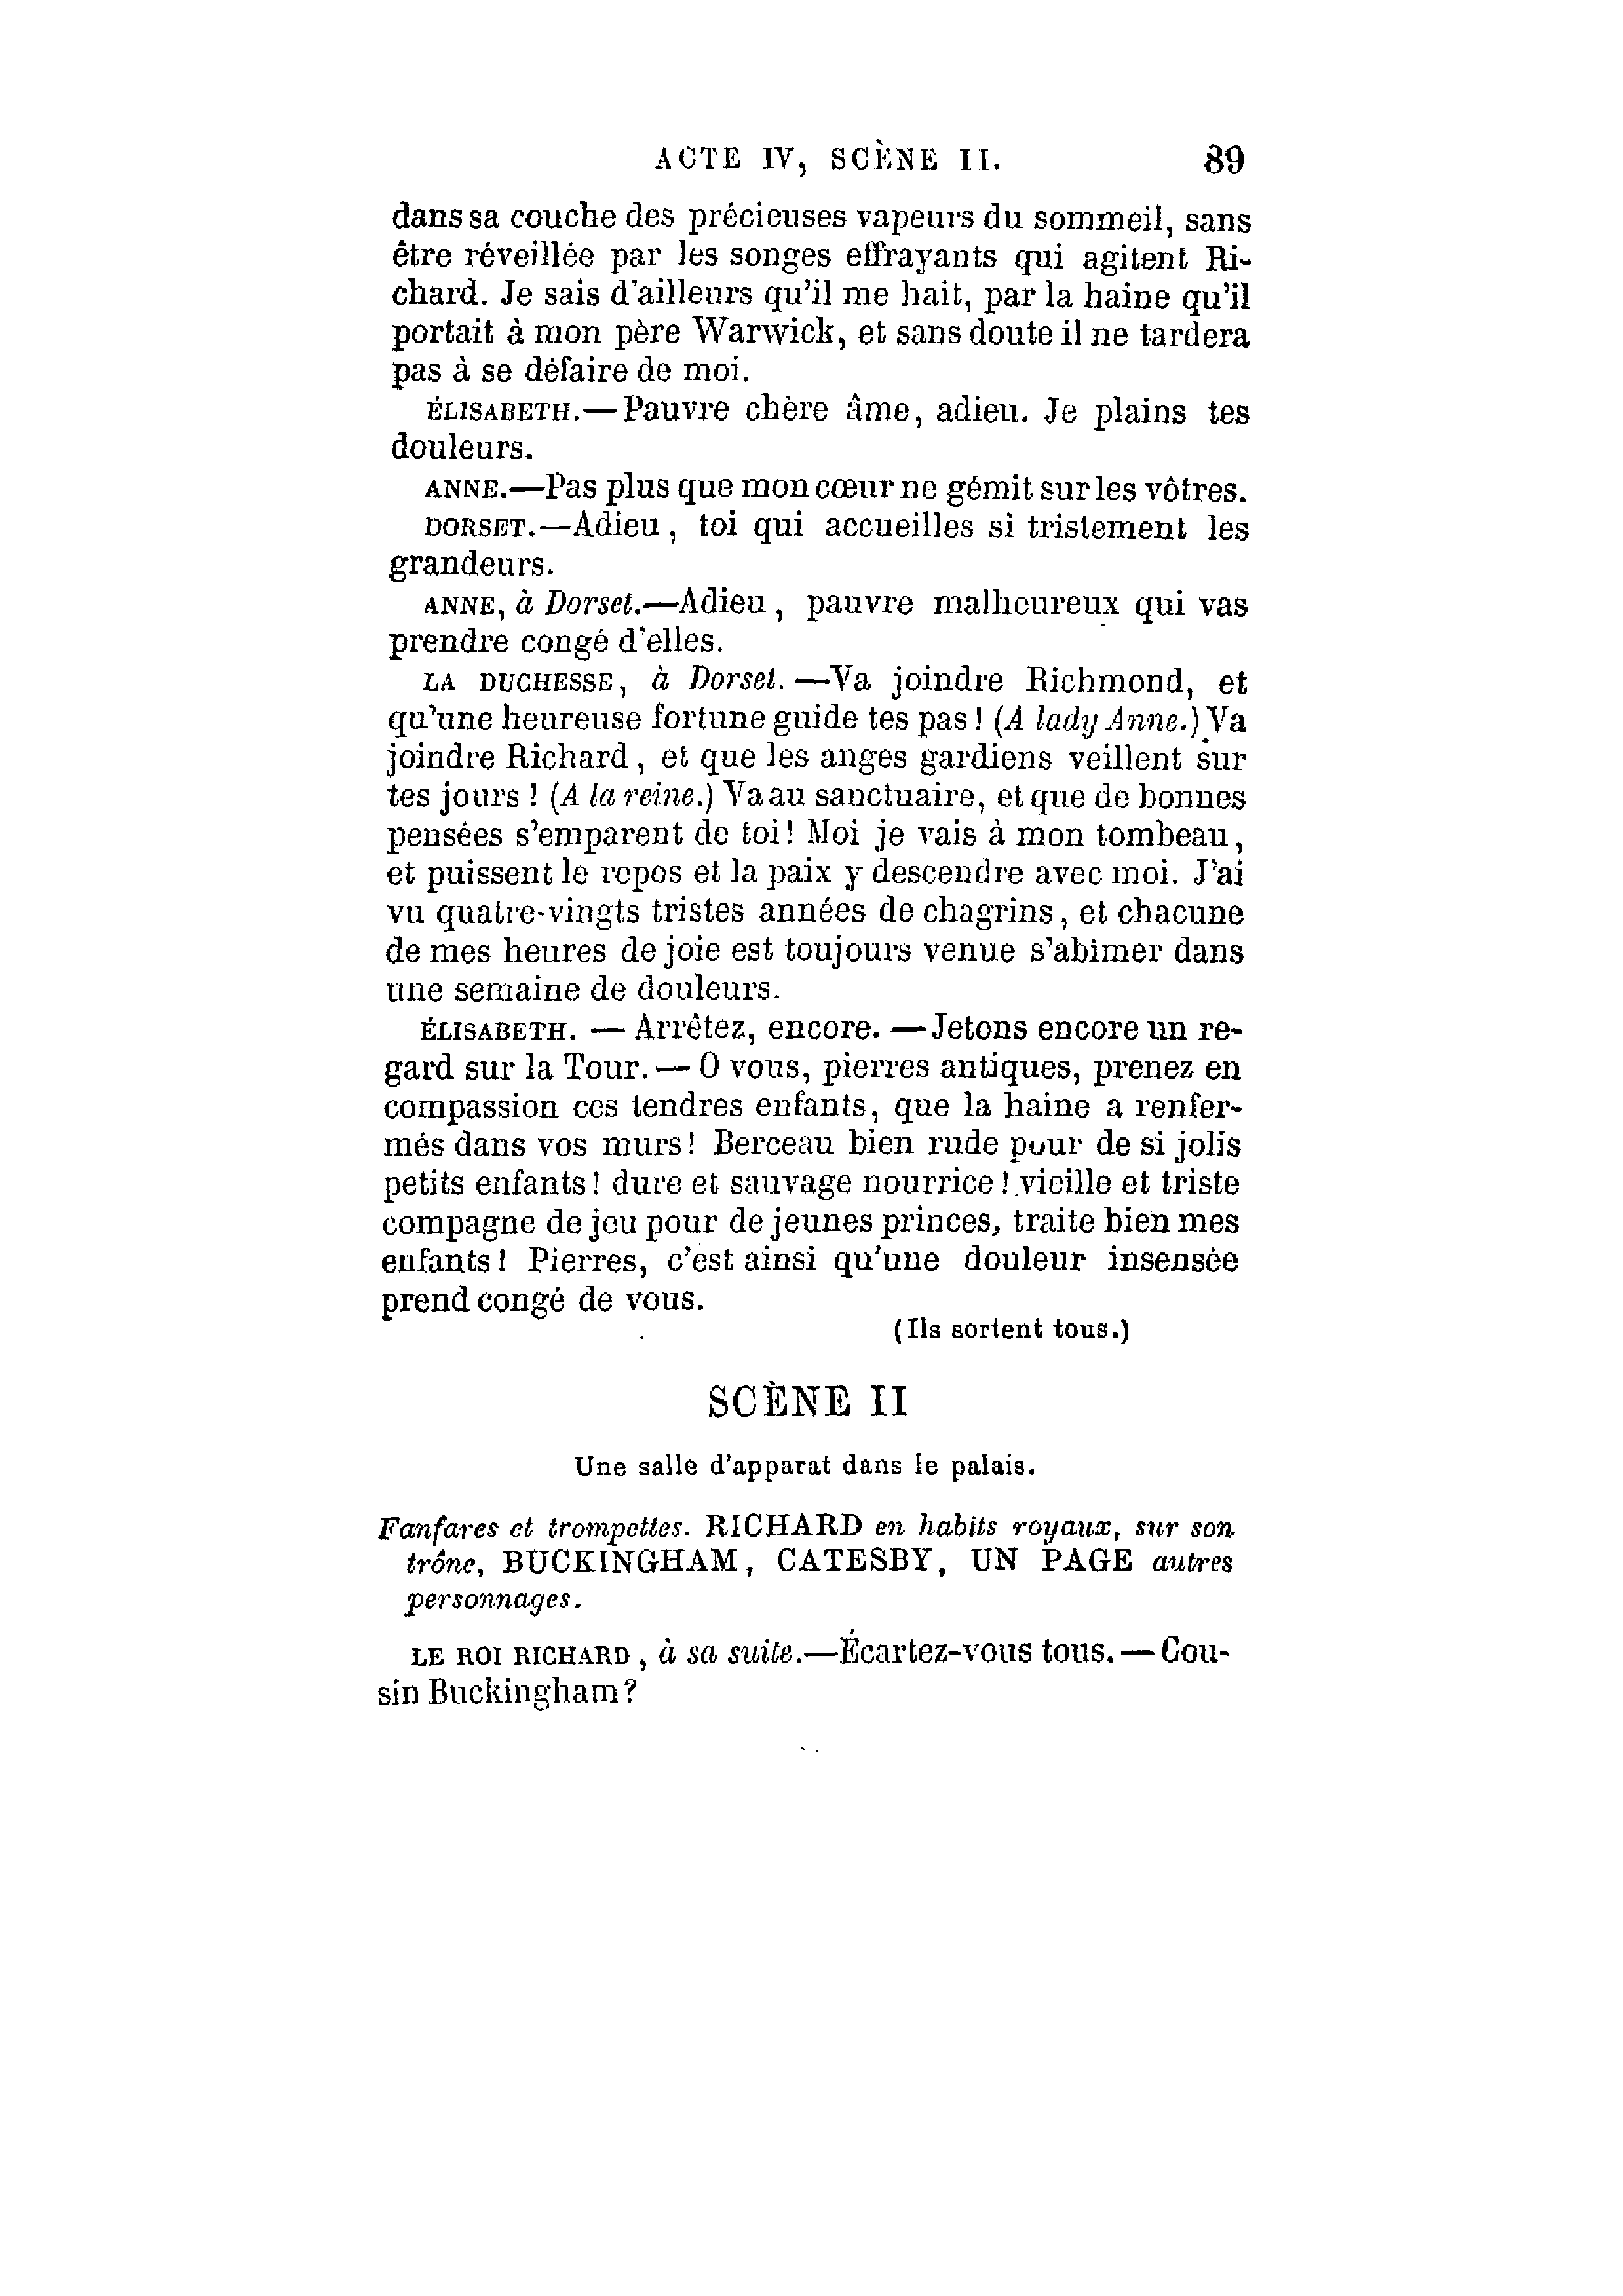 ACTE IV, SCÈNE II. 89
dans sa couche des précieuses vapeurs du sommeil, sans
être réveillée par les songes effrayants qui agitent Ri-
chard. Je sais d'ailleurs qu'il me hait, par la haine qu'il
portait à mon père Warwick, et sans doute il ne tardera
pas à se défaire de moi.
ÉLISABETH.—Pauvre chère âme, adieu. Je plains tes
douleurs.
ANNE.—Pas plus que mon cœur ne gémit sur les vôtres.
DORSET.—Adieu, toi qui accueilles si tristement les
grandeurs.
ANNE, à Dorset.—Adieu, pauvre malheureux qui vas
prendre congé d'elles.
LA DUCHESSE, à Dorset.—Va joindre Richmond, et
qu'une heureuse fortune guide tes pas! (A lady Anne.) Va
joindre Richard, et que les anges gardiens veillent sur
tes jours! (A la reine.) Va au sanctuaire, et que de bonnes
pensées s'emparent de toi! Moi je vais à mon tombeau,
et puissent le repos et la paix y descendre avec moi. J'ai
vu quatre-vingts tristes années de chagrins, et chacune
de mes heures de joie est toujours venue s'abimer dans
une semaine de douleurs.
ÉLISABETH. — Arrêtez, encore. —Jetons encore un re-
gard sur la Tour. — O vous, pierres antiques, prenez en
compassion ces tendres enfants, que la haine a renfer-
més dans vos murs! Berceau bien rude pour de si jolis
petits enfants! dure et sauvage nourrice! vieille et triste
compagne de jeu pour de jeunes princes, traite bien mes
enfants! Pierres, c'est ainsi qu'une douleur insensée
prend congé de vous.
(Ils sortent tous.)
SCÈNE II
Une salle d'apparat dans le palais.
Fanfares et trompettes. RICHARD en habits royaux, sur son
trône, BUCKINGHAM, CATESBY, UN PAGE autres
personnages.
LE ROI RICHARD, à sa suite.—Écartez-vous tous. — Cou-
sin Buckingham?